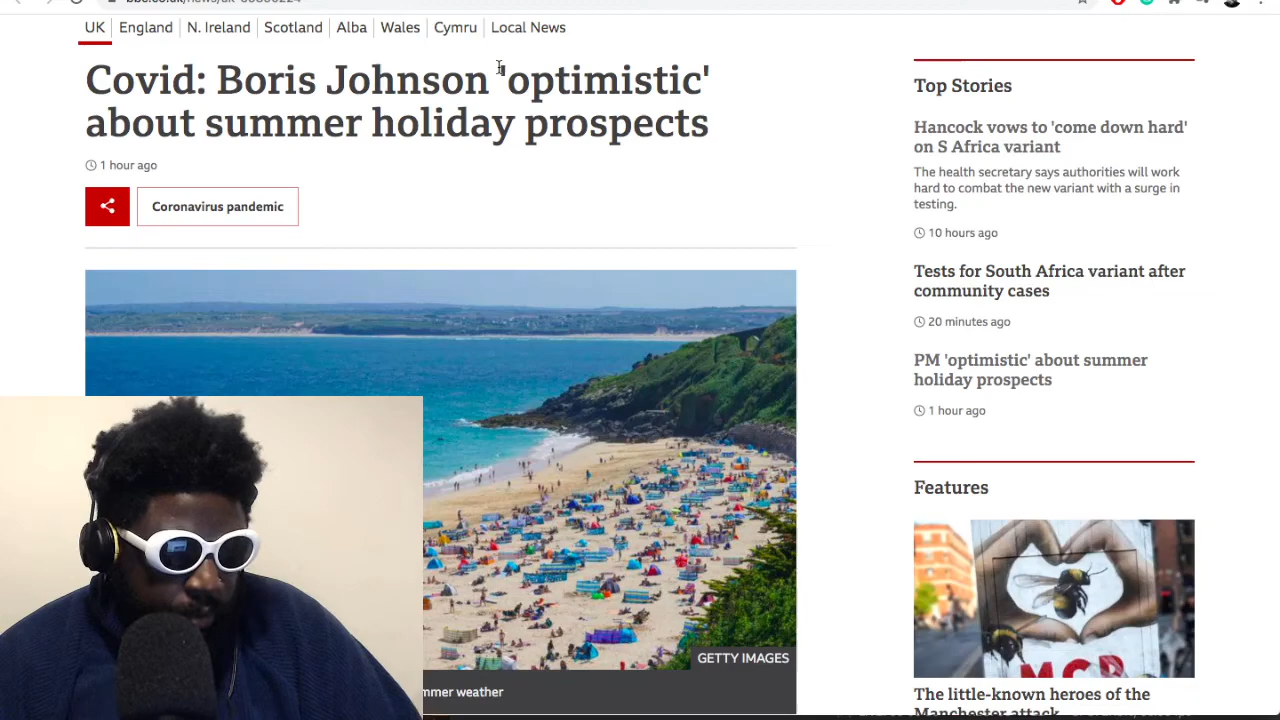 UK England N. Ireland Scotland Alba Wales Cymru Local News
Covid: Boris Johnson 'optimistic'
about summer holiday prospects
1 hour ago
Coronavirus pandemic
GETTY IMAGES
mmer weather
Top Stories
Hancock vows to 'come down hard'
on S Africa variant
The health secretary says authorities will work
hard to combat the new variant with a surge in
testing.
10 hours ago
Tests for South Africa variant after
community cases
20 minutes ago
PM 'optimistic' about summer
holiday prospects
1 hour ago
Features
MCR
The little-known heroes of the
Manchester attack